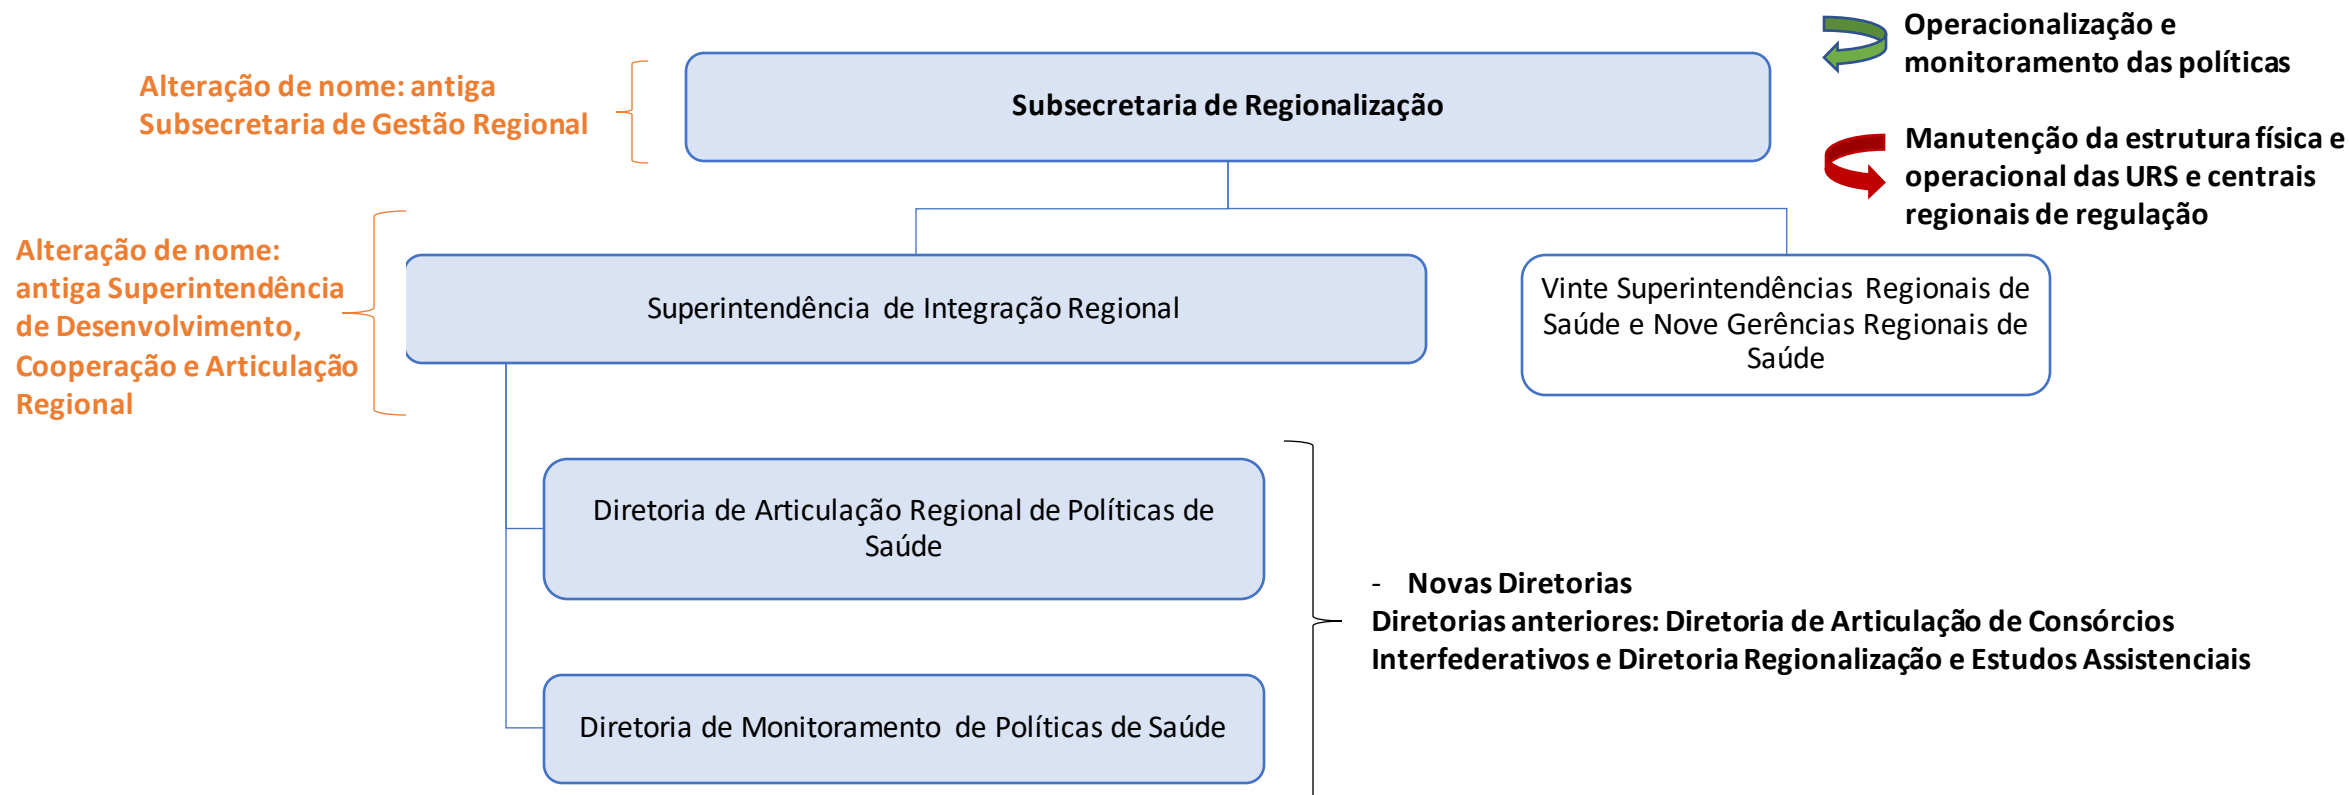 Operacionalização e
monitoramento das políticas
Alteração de nome: antiga
Subsecretaria de Gestão Regional
Subsecretaria de Regionalização
Manutenção da estrutura física e
operacional das URS e centrais
regionais de regulação
Alteração de nome:
antiga Superintendência
de Desenvolvimento,
Cooperação e Articulação
Regional
Superintendência de Integração Regional
Vinte Superintendências Regionais de
Saúde e Nove Gerências Regionais de
Saúde
Diretoria de Articulação Regional de Políticas de
Saúde
- Novas Diretorias
Diretorias anteriores: Diretoria de Articulação de Consórcios
Interfederativos e Diretoria Regionalização e Estudos Assistenciais
Diretoria de Monitoramento de Políticas de Saúde